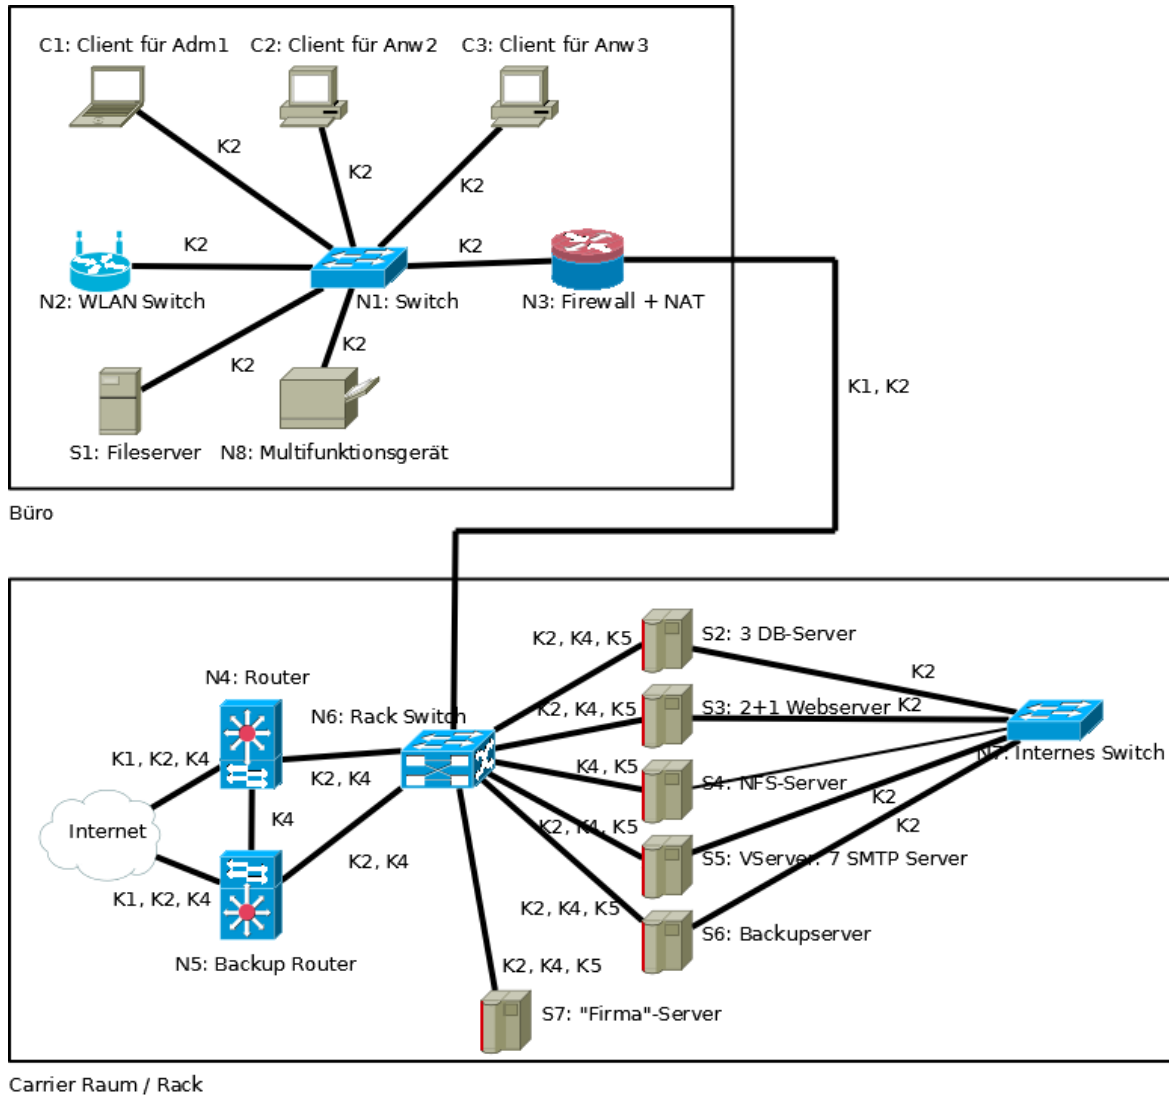 C1: Client für Adm1
C2: Client für Anw2
C3: Client für Anw3
K2
K2
K2
K2
K2
N2: WLAN Switch
N1: Switch
N3: Firewall + NAT
K2
K2
K1, K2
S1: Fileserver
N8: Multifunktionsgerät
Büro
K2, K4, K5
S2: 3 DB-Server
K2
N4: Router
N6: Rack Switch
K2, K4, K5
S3: 2+1 Webserver
K2
K1, K2, K4
K2, K4
K4, K5
S4: NFS-Server
N7: Internes Switch
K2
Internet
K4
K2, K4, K5
K2
K2, K4
S5: VServer: 7 SMTP Server
K1, K2, K4
K2, K4, K5
S6: Backupserver
N5: Backup Router
K2, K4, K5
S7: "Firma"-Server
Carrier Raum / Rack